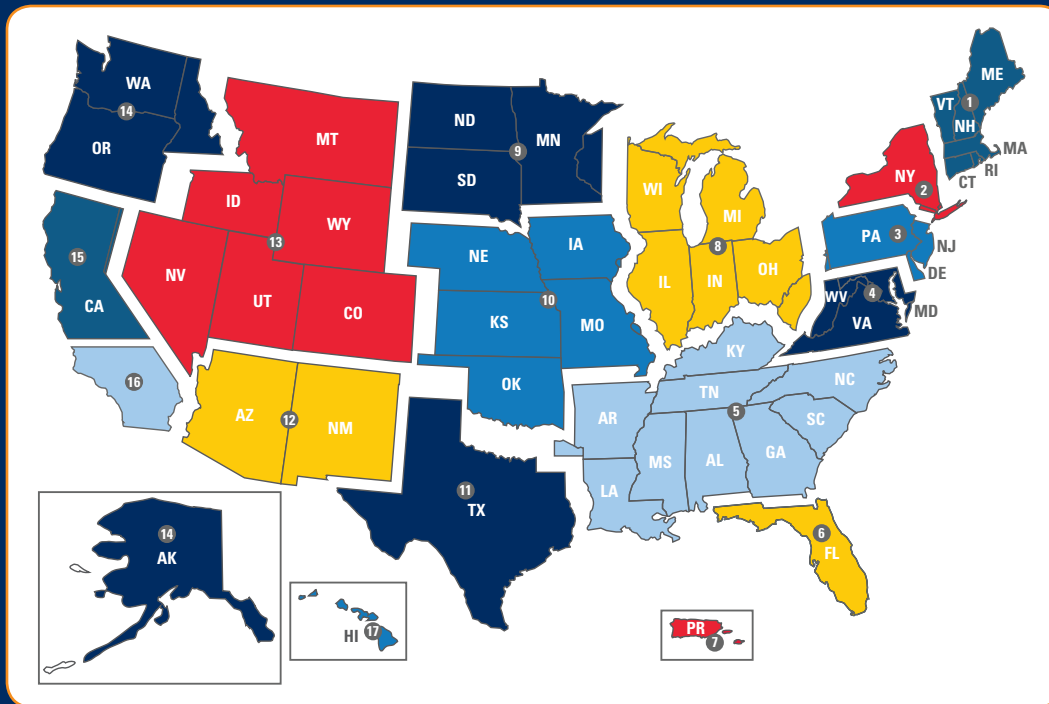 WA
14
OR
MT
ID
WY
13
NV
UT
CO
15
CA
16
AZ
12
NM
ND
9
MN
SD
NE
IA
10
KS
MO
OK
11
TX
WI
MI
8
IL
IN
OH
KY
TN
NC
5
AR
SC
MS
AL
GA
LA
6
FL
ME
VT
1
NH
MA
RI
CT
NY
2
PA
3
NJ
DE
WV
4
MD
VA
14
AK
HI
17
PR
7